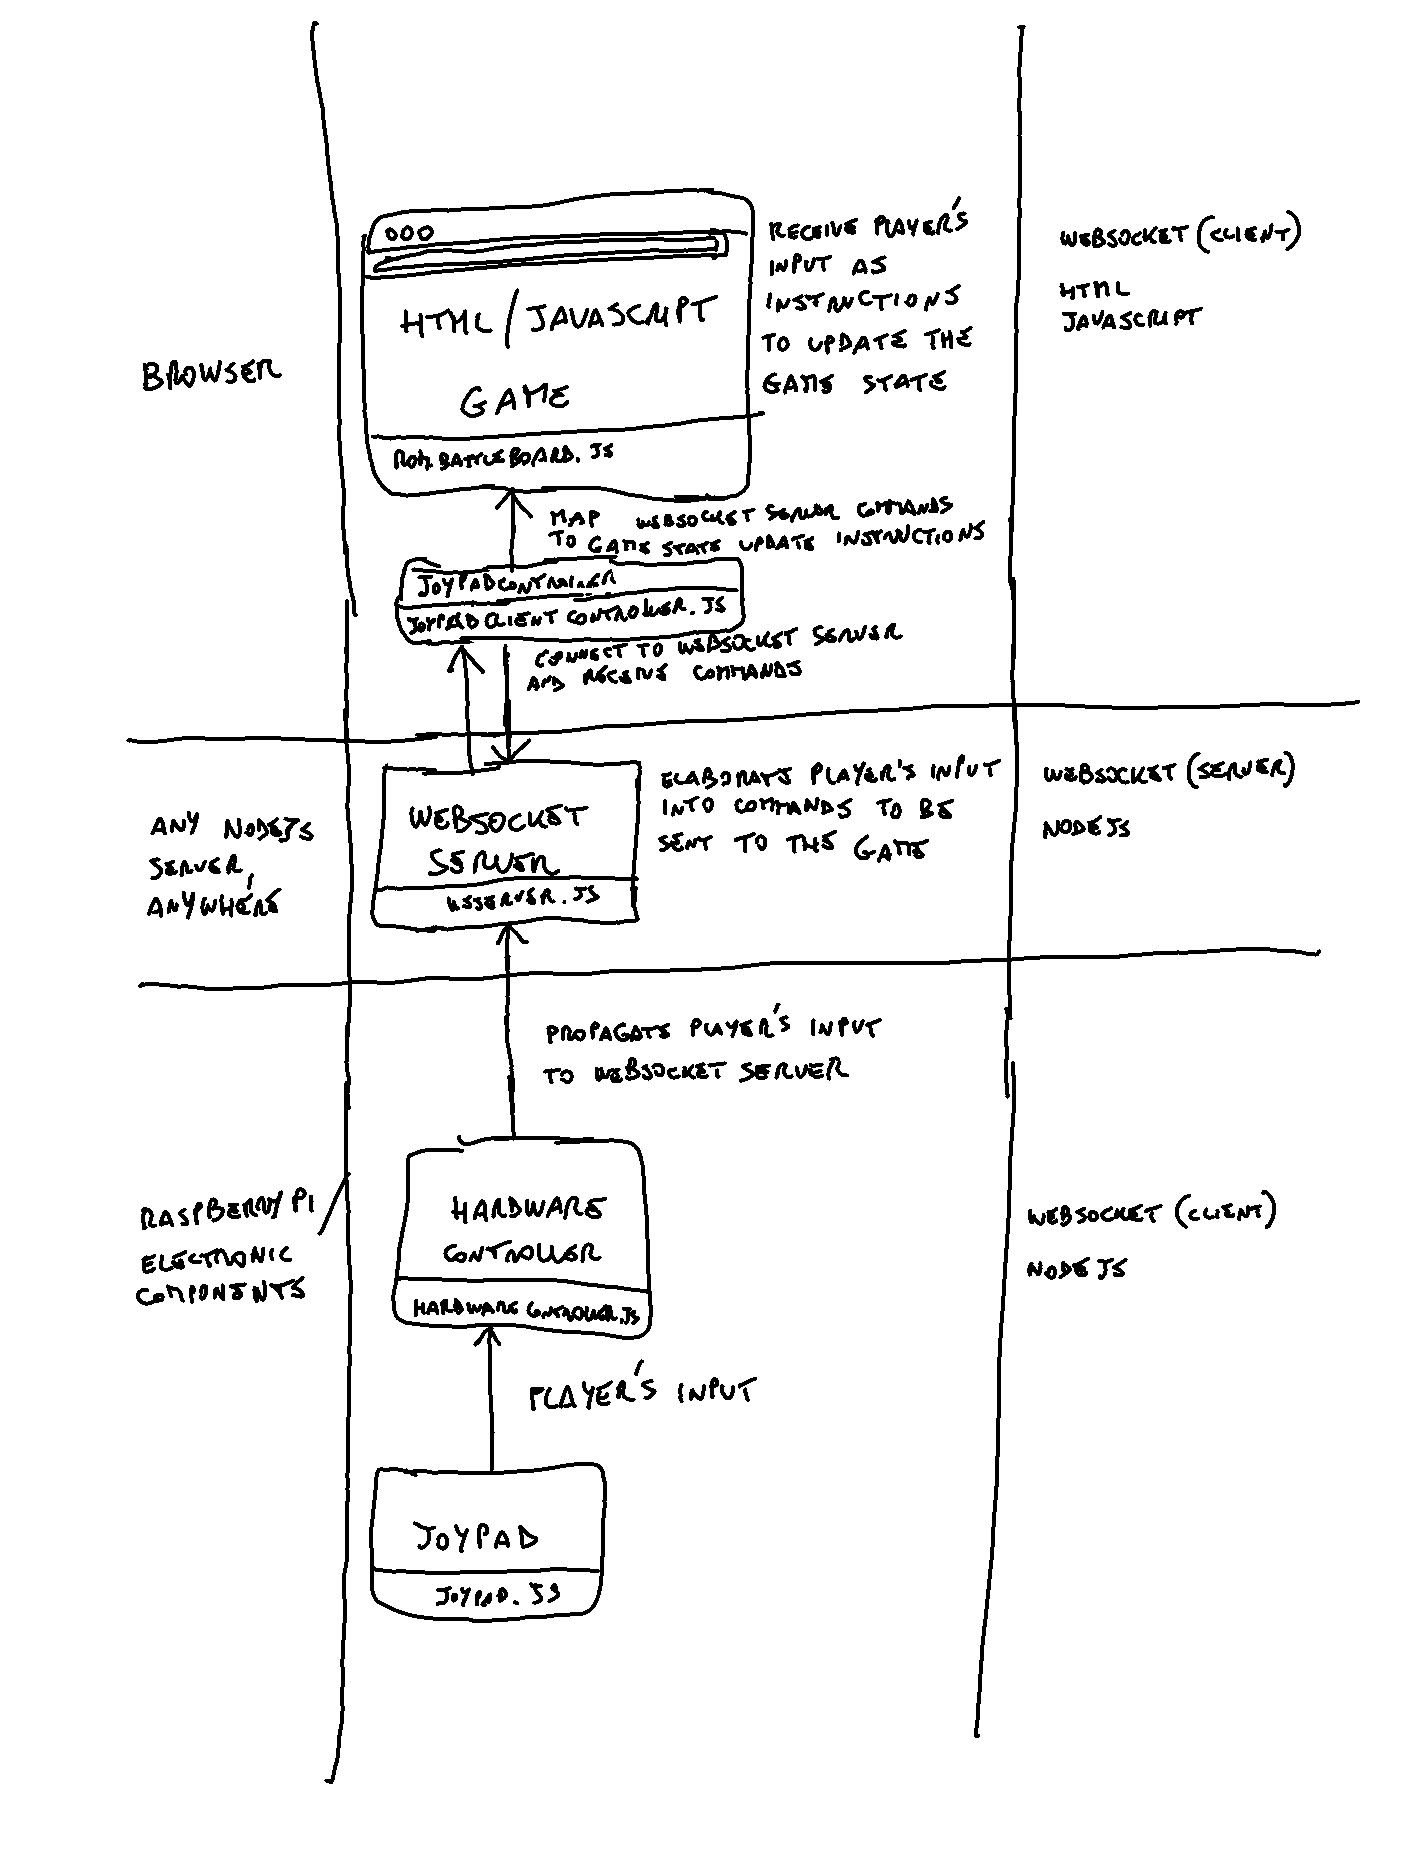 RECEIVE PLAYER'S
INPUT AS
INSTRUCTIONS
TO UPDATE THE
GAME STATE
WEBSOCKET (CLIENT)
HTML
JAVASCRIPT
HTML/JAVASCRIPT
GAME
BROWSER
BATTLEBOARD.JS
MAP WEBSOCKET SERVER COMMANDS
TO GAME STATE UPDATE INSTRUCTIONS
JOYPADCONTROLLER
JOYPAD CLIENT CONTROLLER.JS
CONNECT TO WEBSOCKET SERVER
AND RECEIVE COMMANDS
ANY NODEJS
SERVER,
ANYWHERE
WEBSOCKET
SERVER
WSSERVER.JS
ELABORATES PLAYER'S INPUT
INTO COMMANDS TO BE
SENT TO THE GAME
WEBSOCKET (SERVER)
NODEJS
PROPAGATE PLAYER'S INPUT
TO WEBSOCKET SERVER
RASPBERRY PI
ELECTRONIC
COMPONENTS
HARDWARE
CONTROLLER
HARDWARE CONTROLLER.JS
WEBSOCKET (CLIENT)
NODEJS
PLAYER'S INPUT
JOYPAD
JOYPAD.JS